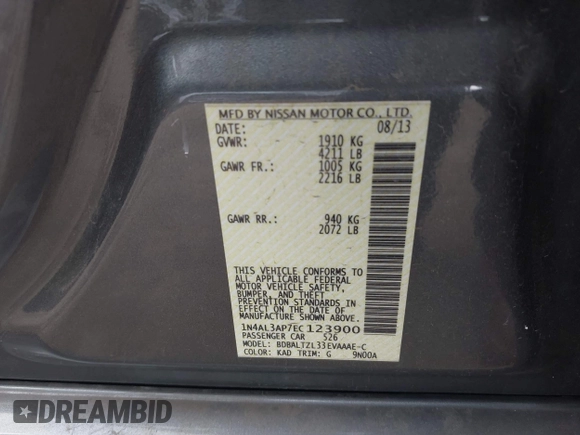 MFD BY NISSAN MOTOR CO., LTD.
DATE: 08/13
GVWR: 1910 KG
4211 LB
GAWR FR.: 1005 KG
2216 LB
GAWR RR.: 940 KG
2072 LB
THIS VEHICLE CONFORMS TO
ALL APPLICABLE FEDERAL
MOTOR VEHICLE SAFETY,
BUMPER, AND THEFT
PREVENTION STANDARDS
IN EFFECT ON THE DATE OF
MANUFACTURE SHOWN ABOVE.
1N4AL3AP7EC123900
PASSENGER CAR 526
MODEL: BDBALTZL33EVAAAE-C
COLOR: KAD TRIM: G 9N00A
AUTOBIDMASTER